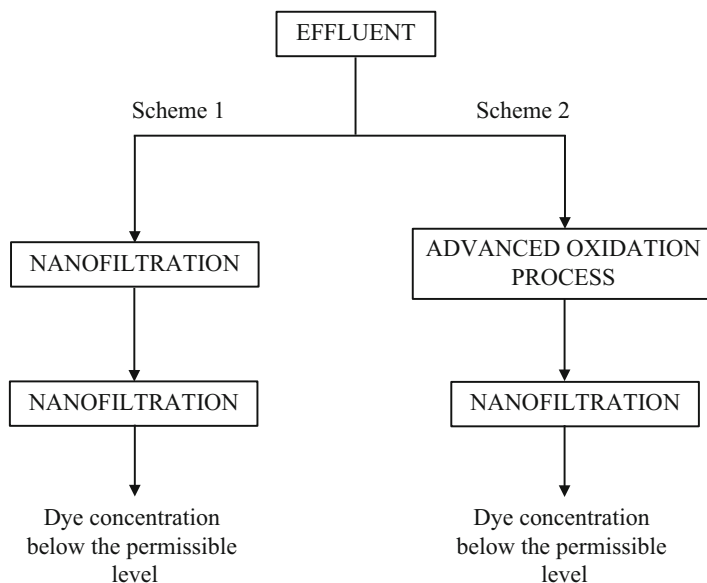 EFFLUENT
Scheme 1
Scheme 2
NANOFILTRATION
ADVANCED OXIDATION
PROCESS
NANOFILTRATION
NANOFILTRATION
Dye concentration
below the permissible
level
Dye concentration
below the permissible
level